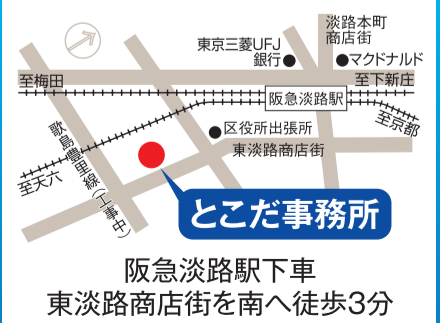 淡路本町
商店街
東京三菱UFJ
銀行
マクドナルド
至梅田
至下新庄
阪急淡路駅
至京都
区役所出張所
東淡路商店街
歌島豊里線(工事中)
至天六
とこだ事務所
阪急淡路駅下車
東淡路商店街を南へ徒歩3分